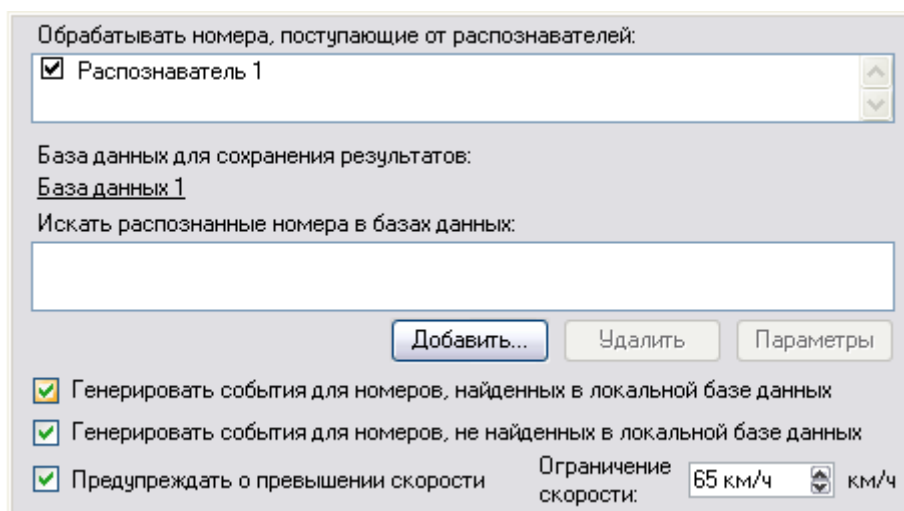 Обрабатывать номера, поступающие от распознавателей:
Распознаватель 1
База данных для сохранения результатов:
База данных 1
Искать распознанные номера в базах данных:
Добавить... Удалить Параметры
Генерировать события для номеров, найденных в локальной базе данных
Генерировать события для номеров, не найденных в локальной базе данных
Предупреждать о превышении скорости Ограничение скорости: 65 км/ч км/ч